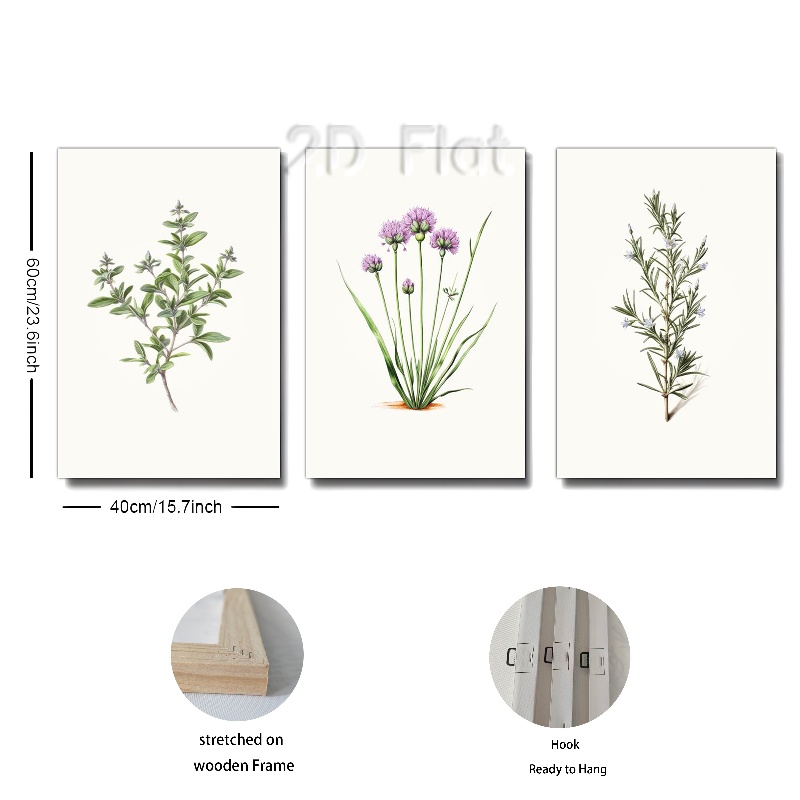 2D Flat
60cm/23.6inch
40cm/15.7inch
stretched on
wooden Frame
Hook
Ready to Hang